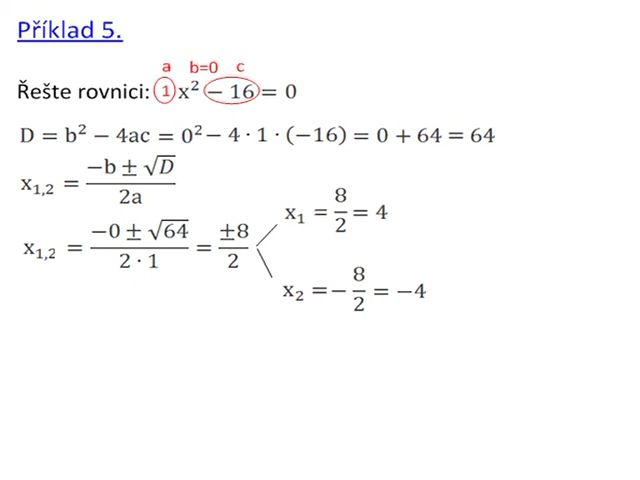 Příklad 5.
a b=0 c
Řešte rovnici: 1x² − 16 = 0
D = b² − 4ac = 0² − 4 · 1 · (−16) = 0 + 64 = 64
x₁,₂ = (−b ± √D) / 2a
x₁,₂ = (−0 ± √64) / (2 · 1) = ±8 / 2
x₁ = 8/2 = 4
x₂ = − 8/2 = −4